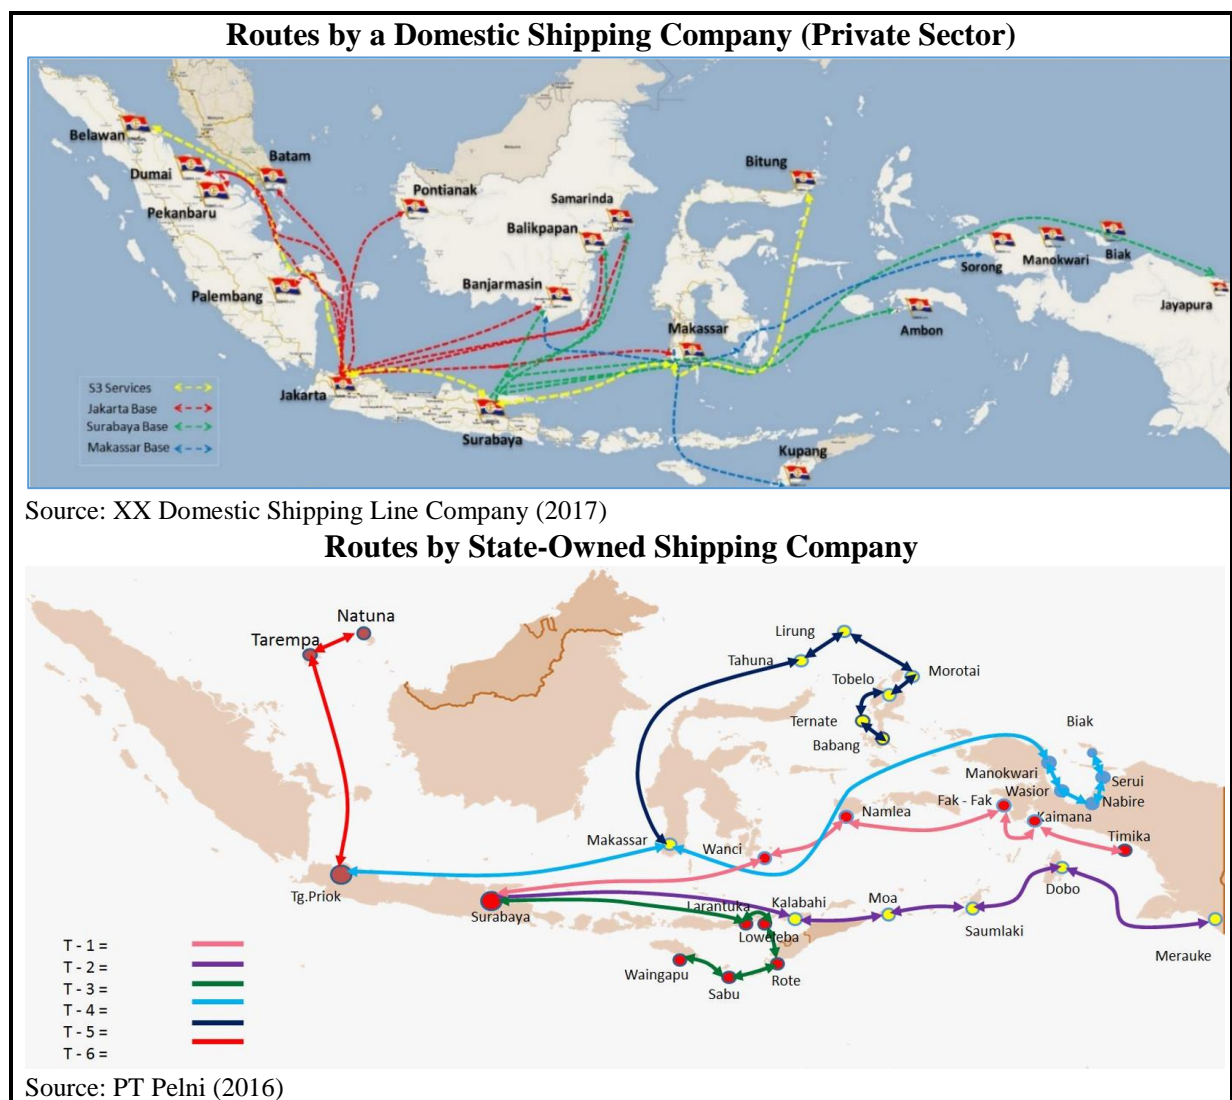 Routes by a Domestic Shipping Company (Private Sector)
Belawan
Batam
Dumai
Pekanbaru
Pontianak
Bitung
Samarinda
Balikpapan
Palembang
Banjarmasin
Sorong
Manokwari
Biak
Jayapura
Makassar
Ambon
Jakarta
Surabaya
Kupang
S3 Services
Jakarta Base
Surabaya Base
Makassar Base
Source: XX Domestic Shipping Line Company (2017)
Routes by State-Owned Shipping Company
Natuna
Tarempa
Lirung
Tahuna
Morotai
Tobelo
Ternate
Babang
Biak
Manokwari
Serui
Wasior
Nabire
Fak - Fak
Kaimana
Namlea
Timika
Makassar
Wanci
Tg.Priok
Surabaya
Larantuka
Kalabahi
Moa
Dobo
Saumlaki
Loweleba
Merauke
Waingapu
Sabu
Rote
T - 1 =
T - 2 =
T - 3 =
T - 4 =
T - 5 =
T - 6 =
Source: PT Pelni (2016)